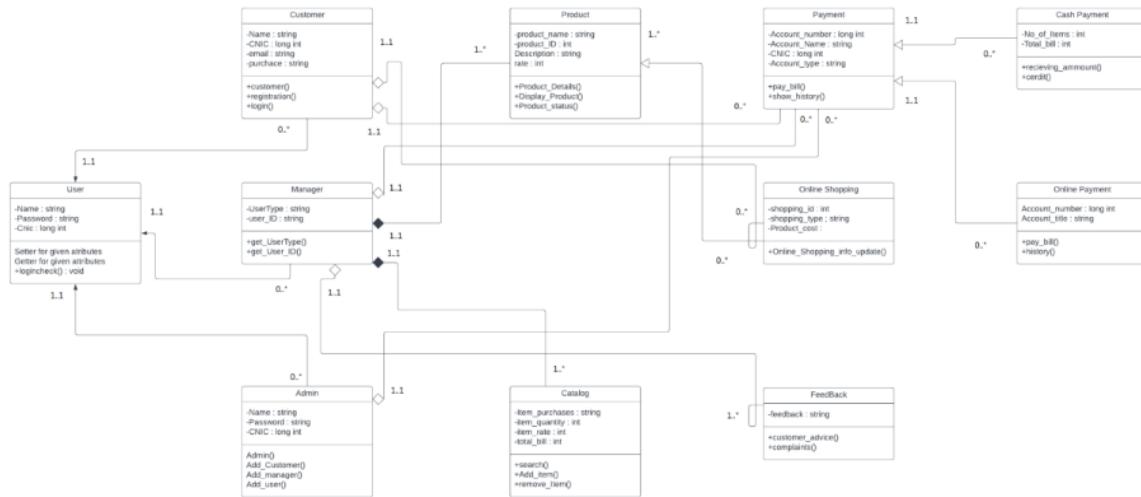 Customer
-Name : string
-CNIC : long int
-email : string
-purchace : string
+customer()
+registration()
+login()
Product
-product_name : string
-product_ID : int
Description : string
rate : int
+Product_Details()
+Display_Product()
+Product_status()
Payment
-Account_number : long int
-Account_Name : string
-CNIC : long int
-Account_type : string
+pay_bill()
+show_history()
Cash Payment
-No_of_Items : int
-Total_bill : int
+recieving_ammount()
+cerdit()
1..1
1..*
1..*
1..1
0..*
1..1
0..*
1..1
0..*
0..*
0..*
1..1
User
-Name : string
-Password : string
-Cnic : long int
Setter for given atributes
Getter for given attributes
+logincheck() : void
1..1
1..1
0..*
Manager
-UserType : string
-user_ID : string
+get_UserType()
+get_User_ID()
1..1
1..1
1..1
1..1
Online Shopping
-shopping_id : int
-shopping_type ; string
-Product_cost :
+Online_Shopping_info_update()
0..*
0..*
Online Payment
Account_number : long int
Account_title : string
+pay_bill()
+history()
0..*
1..1
0..*
Admin
-Name : string
-Password : string
-CNIC : long int
Admin()
Add_Customer()
Add_manager()
Add_user()
1..1
1..*
Catalog
-Item_purchases : string
-item_quantity : int
-item_rate : int
-total_bill : int
+search()
+Add_item()
+remove_Item()
1..*
FeedBack
-feedback : string
+customer_advice()
+complaints()